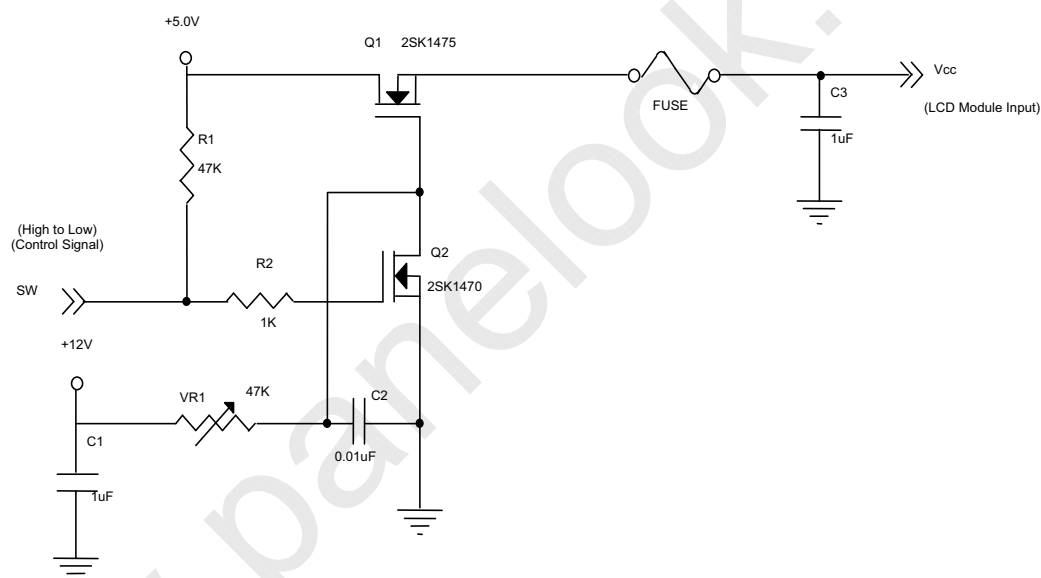 +5.0V
Q1 2SK1475
Vcc
FUSE
C3
(LCD Module Input)
1uF
R1
47K
(High to Low)
(Control Signal)
Q2
R2
SW
2SK1470
1K
+12V
47K
VR1
C2
C1
0.01uF
1uF
panelook.